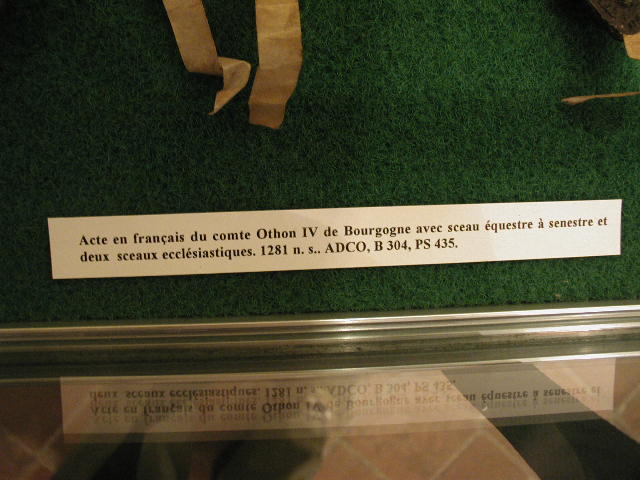 Acte en français du comte Othon IV de Bourgogne avec sceau équestre à senestre et
deux sceaux ecclésiastiques. 1281 n. s.. ADCO, B 304, PS 435.